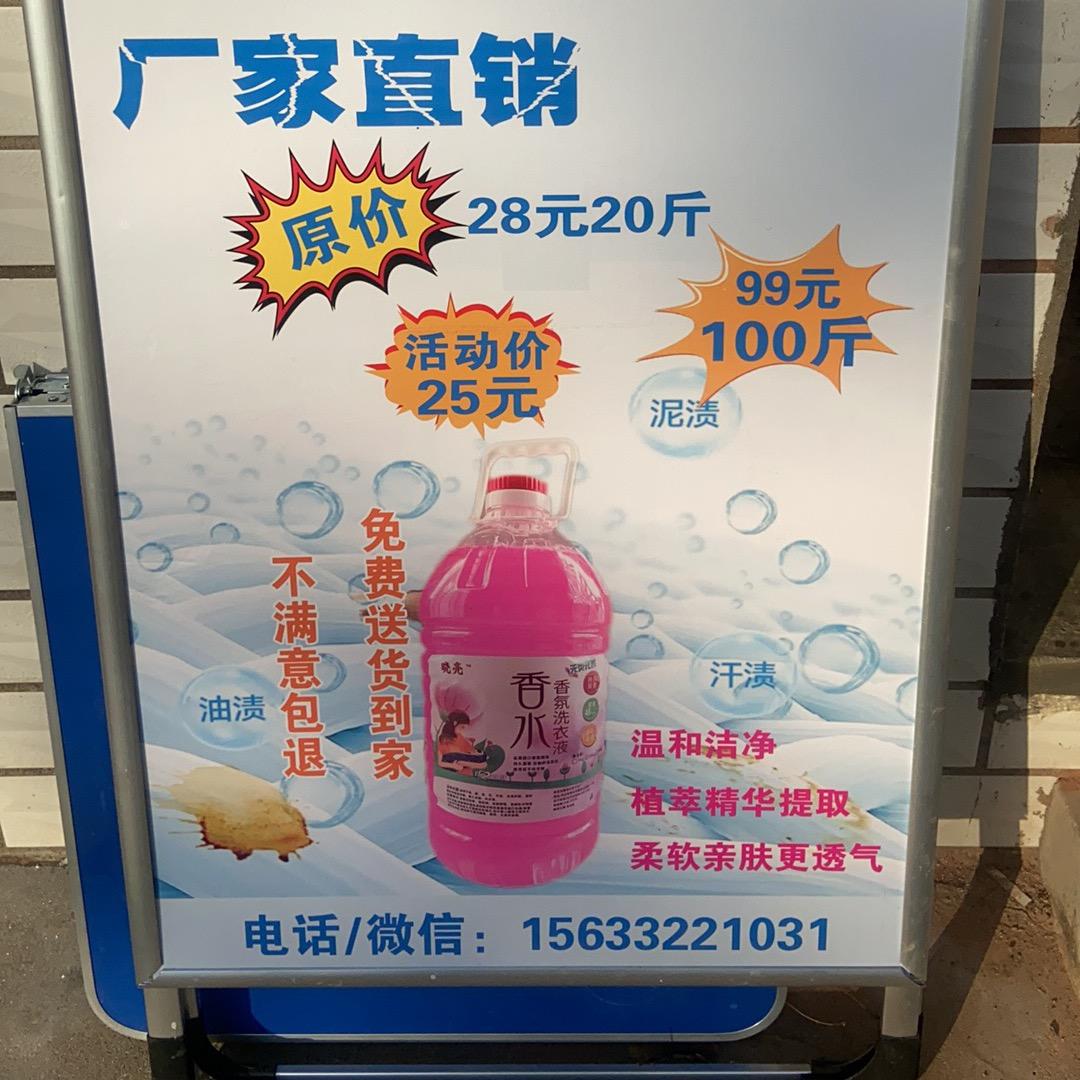 厂家直销
原价
28元20斤
99元
100斤
活动价
25元
泥渍
免费送货到家
不满意包退
油渍
汗渍
晓亮
香水
香氛洗衣液
温和洁净
植萃精华提取
柔软亲肤更透气
电话/微信：15633221031